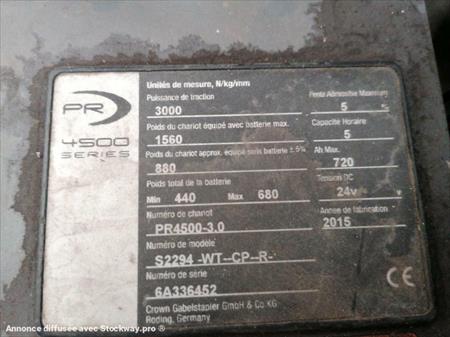 PR
4500
SERIES
Unités de mesure, N/kg/mm
Puissance de traction Pente Admissible Maximum
3000 5 %
Poids du chariot équipé avec batterie max. Capacité Horaire
1560 5
Poids du chariot approx. équipé sans batterie ± 5% Ah Max.
880 720
Poids total de la batterie Tension DC
Min 440 Max 680 24v
Numéro de chariot Année de fabrication
PR4500-3.0 2015
Numéro de modèle
S2294 -WT--CP--R-
Numéro de série
6A336452
Crown Gabelstapler GmbH & Co KG
Roding, Germany
CE
Annonce diffusée avec Stockway.pro ®